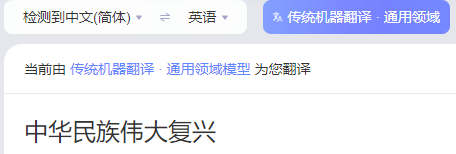 检测到中文(简体) ⇌ 英语 传统机器翻译 · 通用领域
当前由 传统机器翻译 · 通用领域模型 为您翻译
中华民族伟大复兴